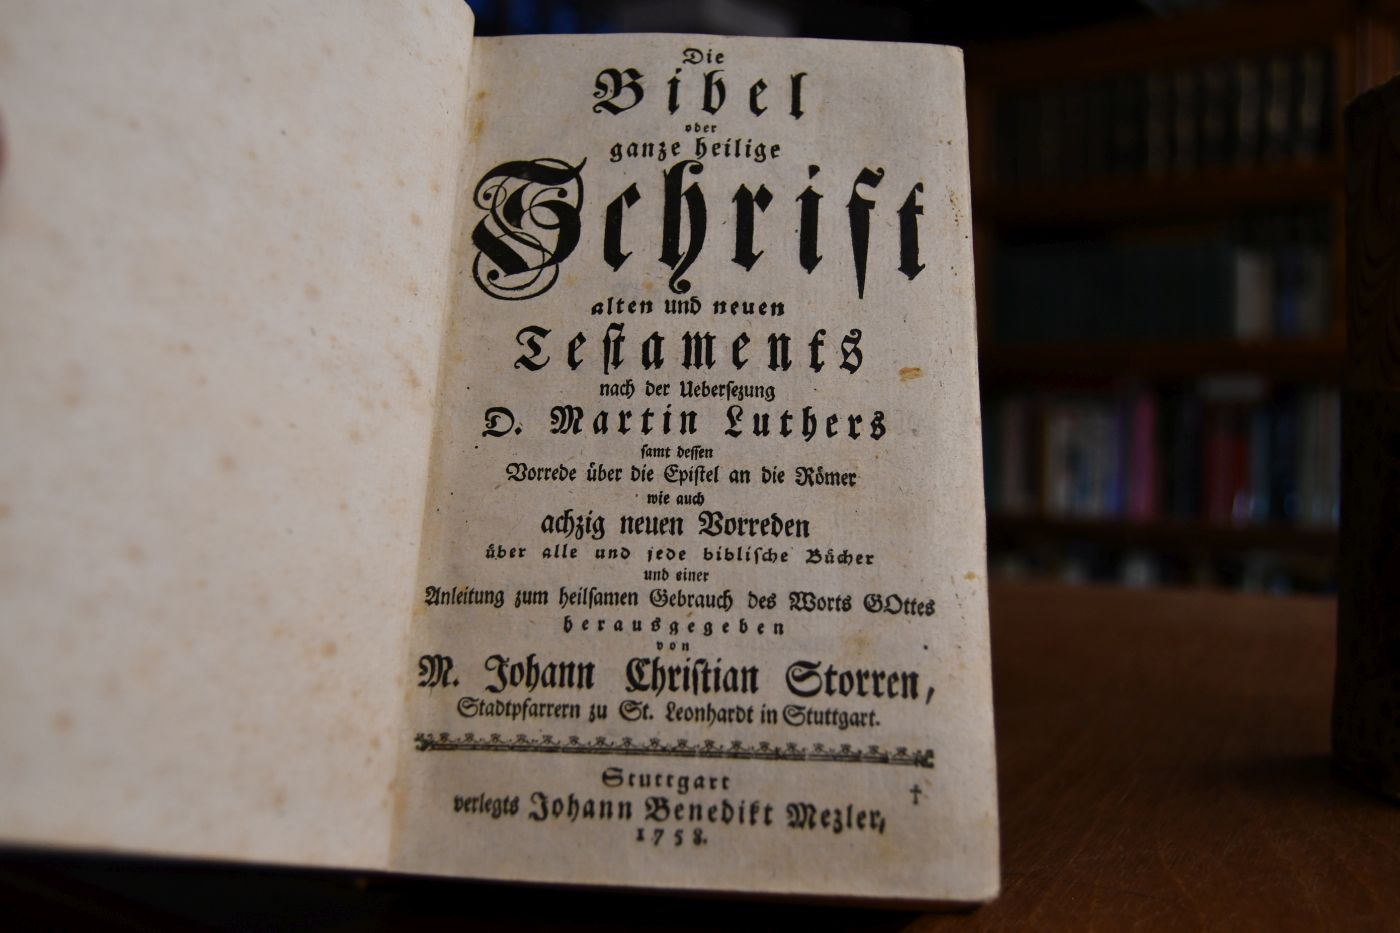 Die
Bibel
oder
ganze heilige
Schrift
alten und neuen
Testaments
nach der Uebersezung
D. Martin Luthers
samt dessen
Vorrede über die Epistel an die Römer
wie auch
achzig neuen Vorreden
über alle und jede biblische Bücher
und einer
Anleitung zum heilsamen Gebrauch des Worts GOttes
herausgegeben
von
M. Johann Christian Storren,
Stadtpfarrern zu St. Leonhardt in Stuttgart.
Stuttgart
verlegts Johann Benedikt Mezler,
1758.